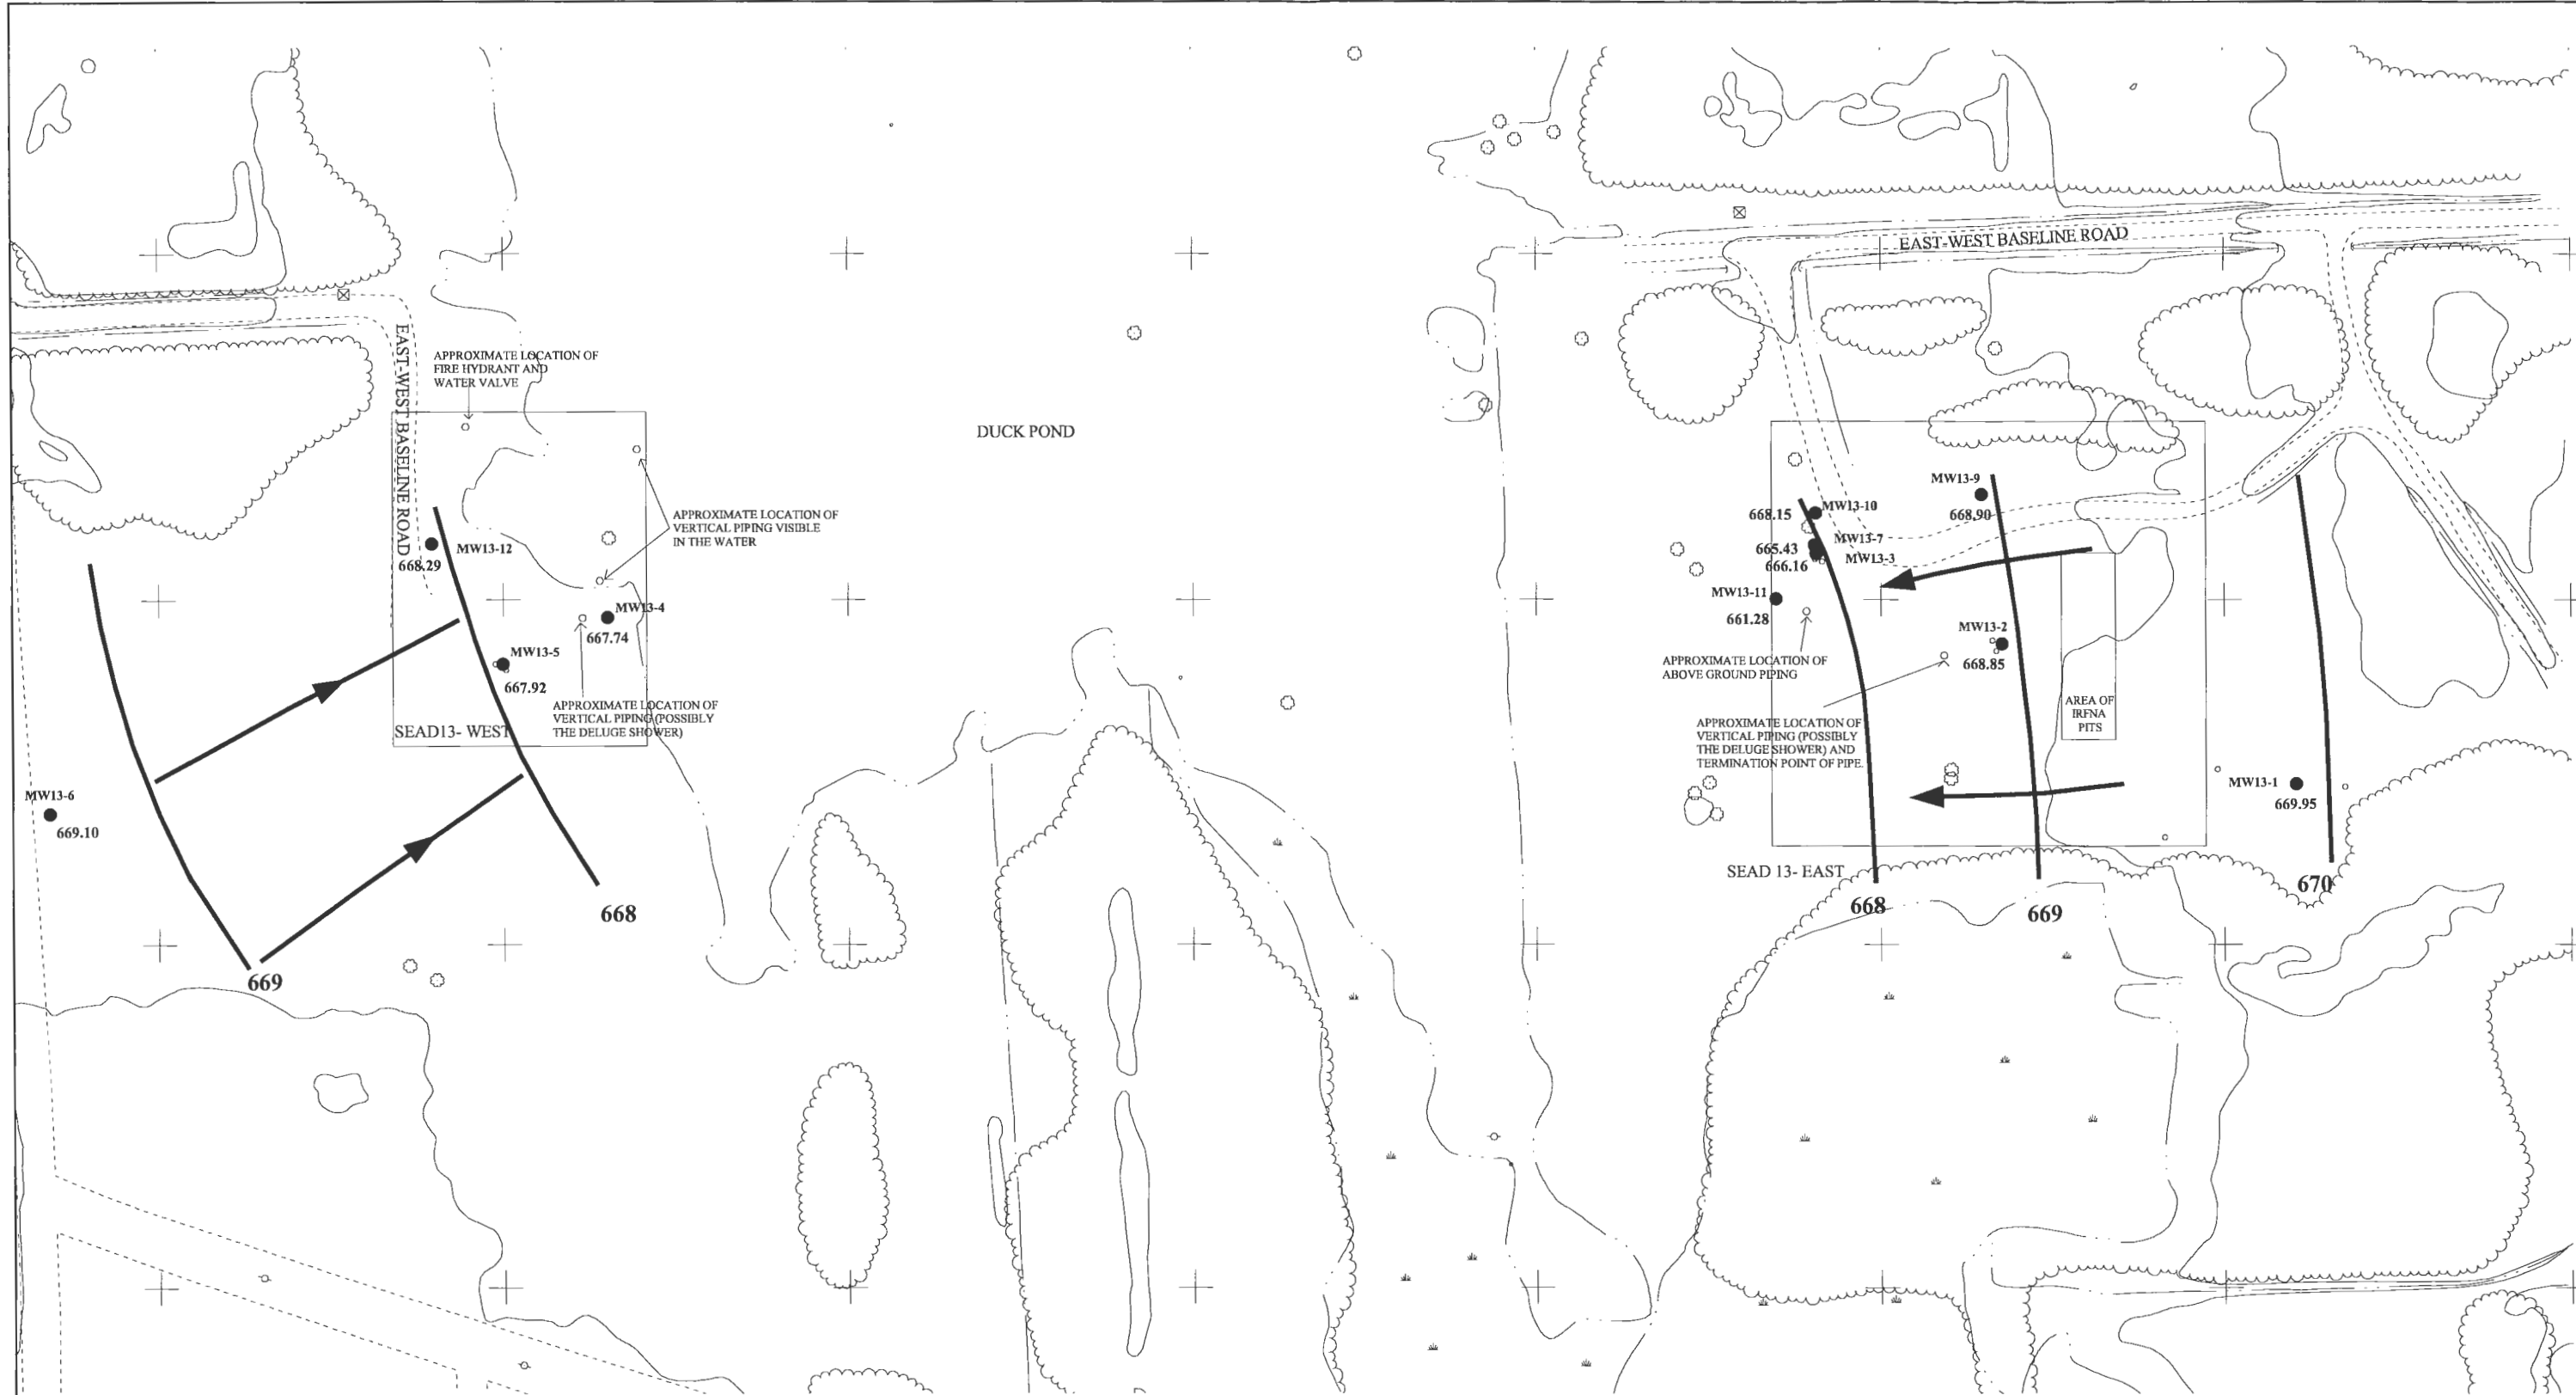 EAST-WEST BASELINE ROAD
EAST-WEST BASELINE ROAD
APPROXIMATE LOCATION OF
FIRE HYDRANT AND
WATER VALVE
DUCK POND
APPROXIMATE LOCATION OF
VERTICAL PIPING VISIBLE
IN THE WATER
MW13-12
668.29
MW13-4
667.74
MW13-5
667.92
APPROXIMATE LOCATION OF
VERTICAL PIPING (POSSIBLY
THE DELUGE SHOWER)
SEAD13- WEST
MW13-6
669.10
668
669
MW13-9
668.90
MW13-10
668.15
MW13-7
665.43
MW13-3
666.16
MW13-11
661.28
MW13-2
668.85
APPROXIMATE LOCATION OF
ABOVE GROUND PIPING
APPROXIMATE LOCATION OF
VERTICAL PIPING (POSSIBLY
THE DELUGE SHOWER) AND
TERMINATION POINT OF PIPE.
AREA OF
IRFNA
PITS
MW13-1
669.95
SEAD 13- EAST
668
669
670